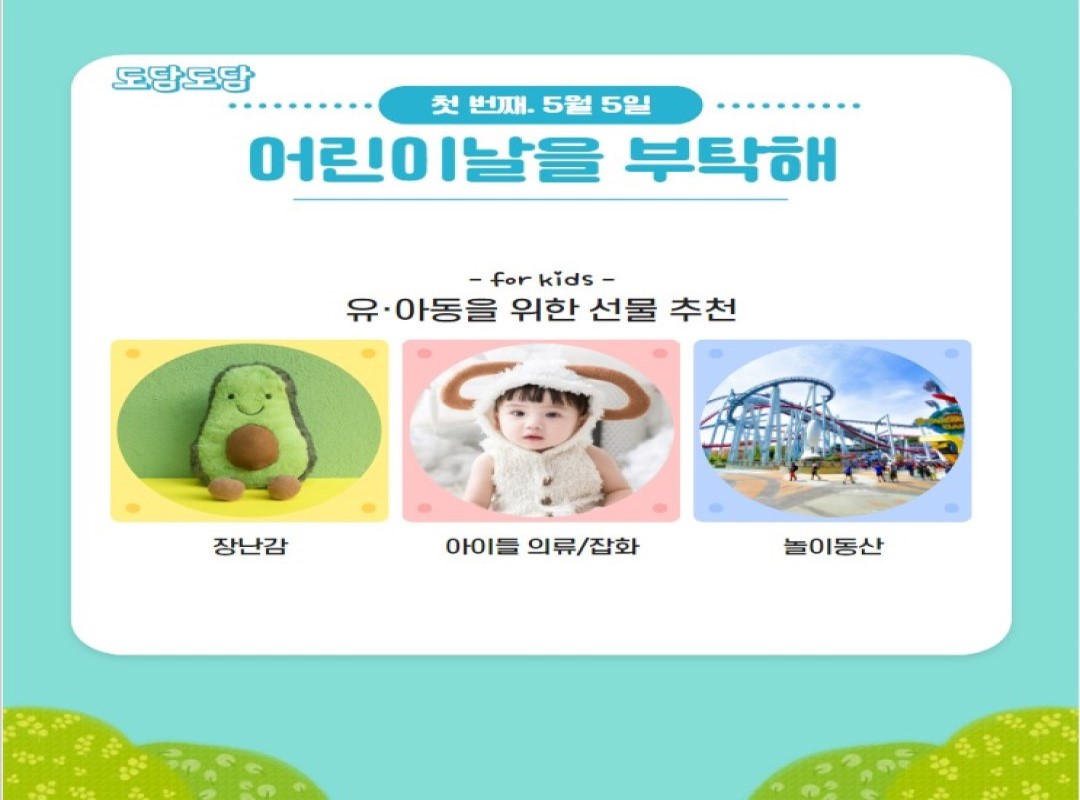 도담도담
첫 번째. 5월 5일
어린이날을 부탁해
- for kids -
유·아동을 위한 선물 추천
장난감
아이들 의류/잡화
놀이동산